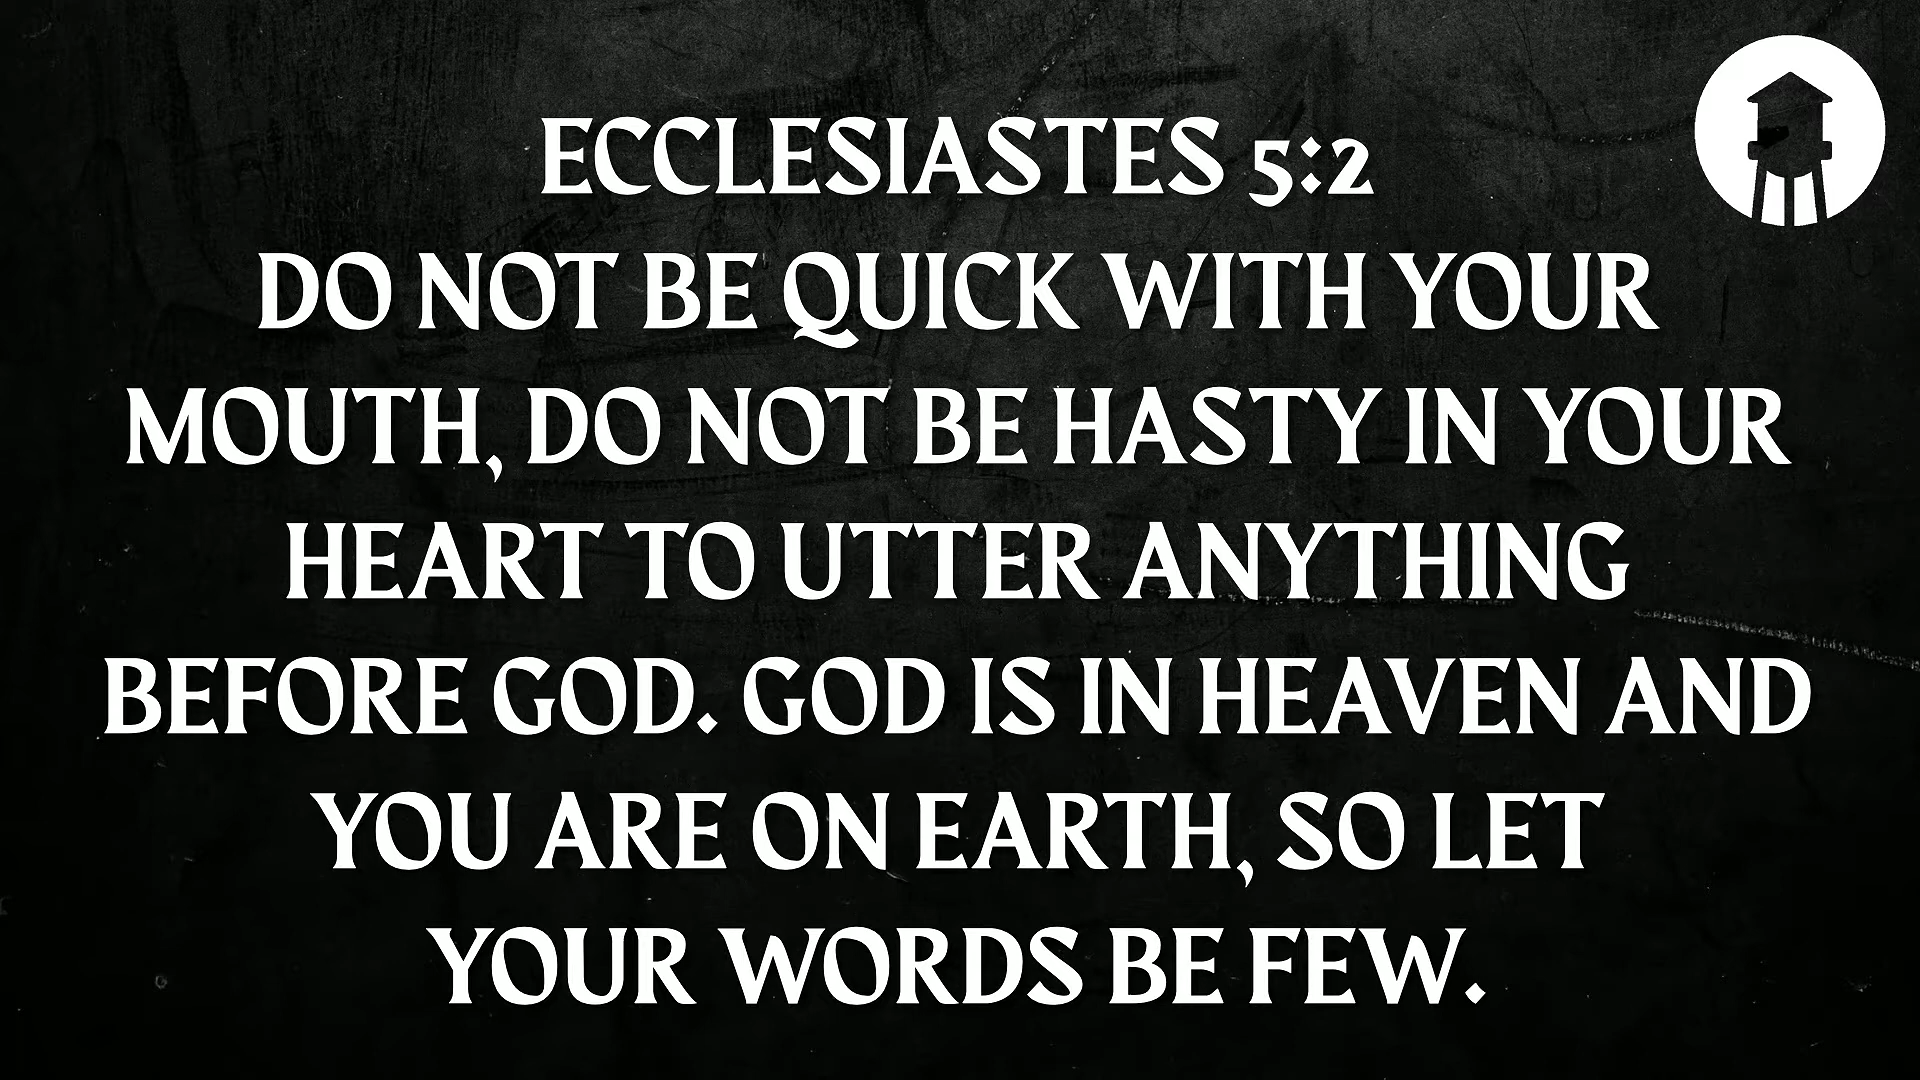 ECCLESIASTES 5:2
DO NOT BE QUICK WITH YOUR
MOUTH, DO NOT BE HASTY IN YOUR
HEART TO UTTER ANYTHING
BEFORE GOD. GOD IS IN HEAVEN AND
YOU ARE ON EARTH, SO LET
YOUR WORDS BE FEW.